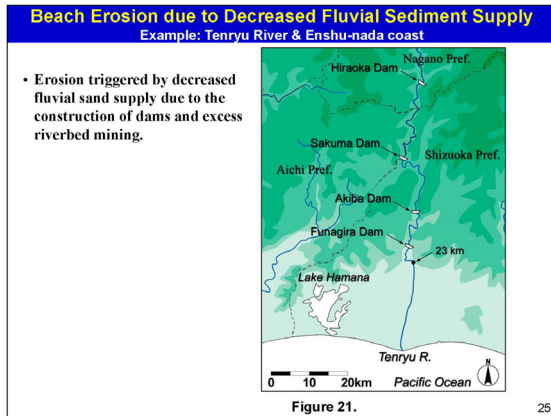 Beach Erosion due to Decreased Fluvial Sediment Supply
Example: Tenryu River & Enshu-nada coast
• Erosion triggered by decreased
fluvial sand supply due to the
construction of dams and excess
riverbed mining.
Nagano Pref.
Hiraoka Dam
Sakuma Dam
Shizuoka Pref.
Aichi Pref.
Akiba Dam
Funagira Dam
23 km
Lake Hamana
Tenryu R.
N
0 10 20km
Pacific Ocean
Figure 21.
25